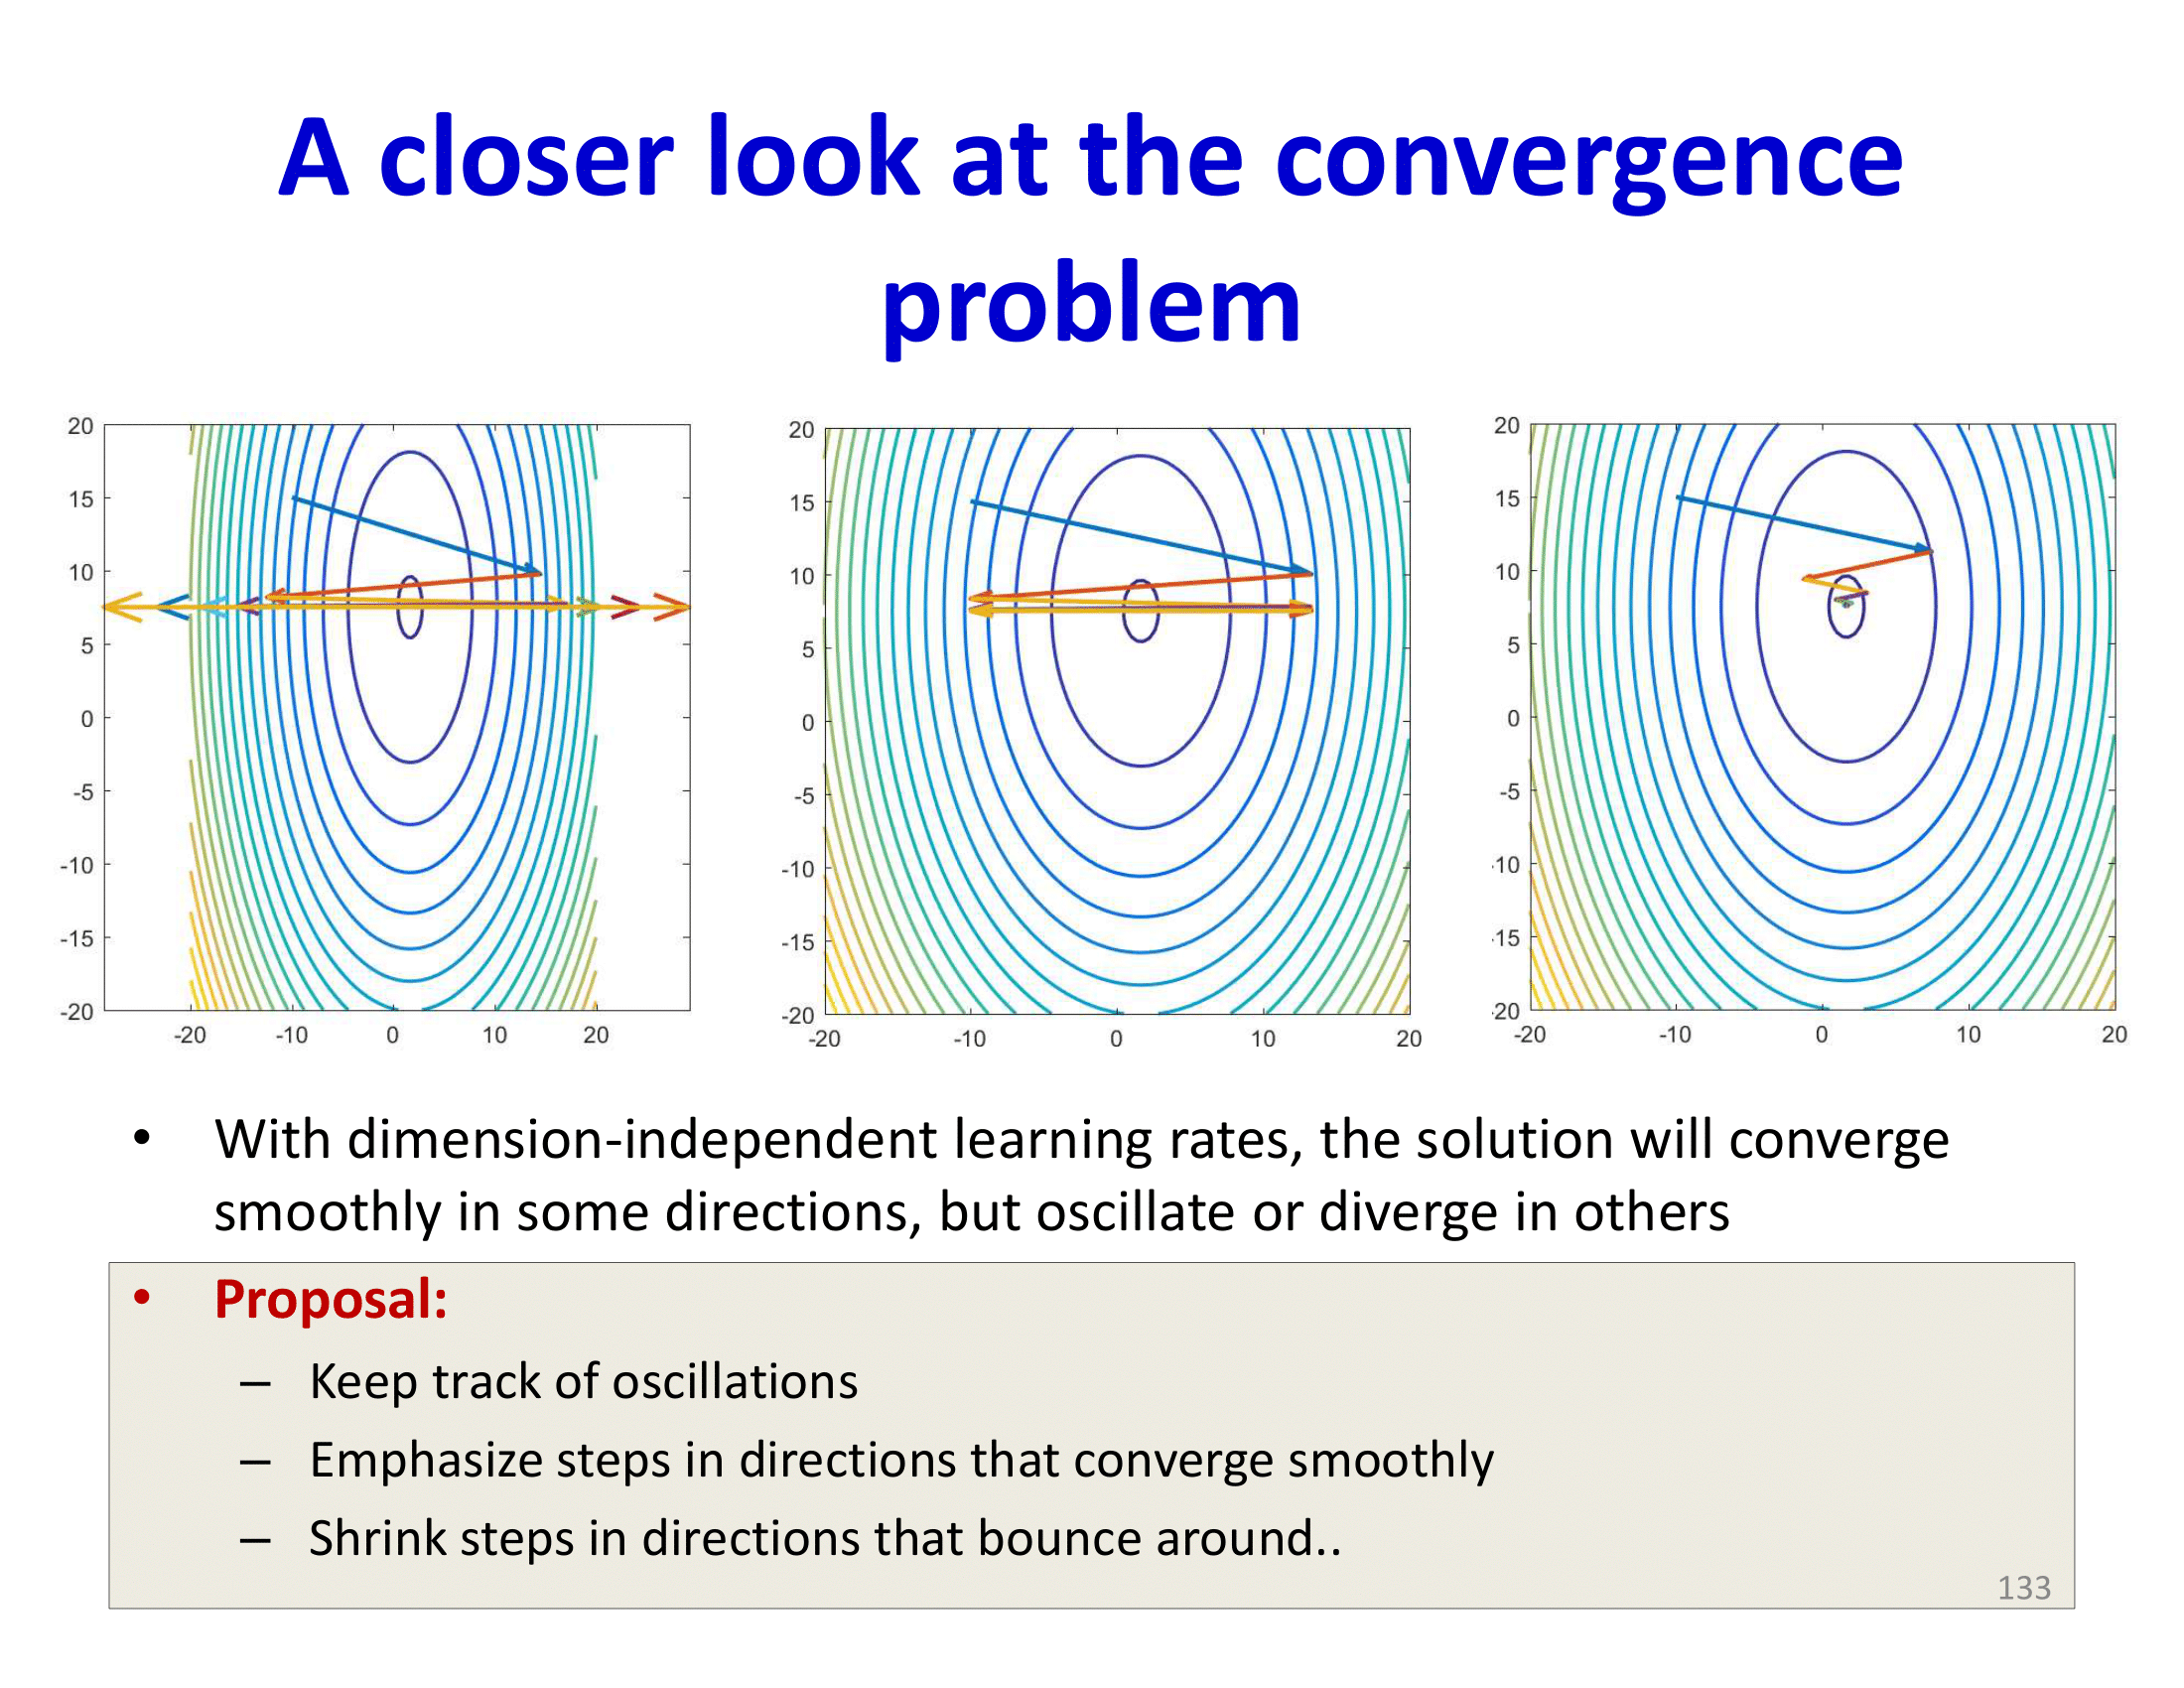 A closer look at the convergence
problem
20
15
10
5
0
-5
-10
-15
-20
-20 -10 0 10 20
20
15
10
5
0
-5
-10
-15
-20
-20 -10 0 10 20
20
15
10
5
0
-5
-10
-15
-20
-20 -10 0 10 20
• With dimension-independent learning rates, the solution will converge
smoothly in some directions, but oscillate or diverge in others
• Proposal:
– Keep track of oscillations
– Emphasize steps in directions that converge smoothly
– Shrink steps in directions that bounce around..
133